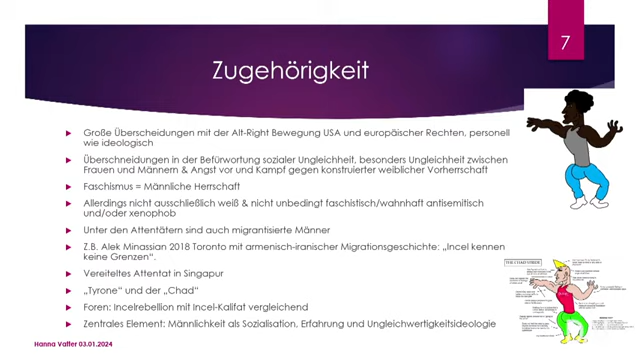 7
Zugehörigkeit
Große Überscheidungen mit der Alt-Right Bewegung USA und europäischer Rechten, personell
wie ideologisch
Überschneidungen in der Befürwortung sozialer Ungleichheit, besonders Ungleichheit zwischen
Frauen und Männern & Angst vor und Kampf gegen konstruierter weiblicher Vorherrschaft
Faschismus = Männliche Herrschaft
Allerdings nicht ausschließlich weiß & nicht unbedingt faschistisch/wahnhaft antisemitisch
und/oder xenophob
Unter den Attentätern sind auch migrantisierte Männer
Z.B. Alek Minassian 2018 Toronto mit armenisch-iranischer Migrationsgeschichte: „Incel kennen
keine Grenzen“.
Vereiteltes Attentat in Singapur
„Tyrone“ und der „Chad“
Foren: Incelrebellion mit Incel-Kalifat vergleichend
Zentrales Element: Männlichkeit als Sozialisation, Erfahrung und Ungleichwertigkeitsideologie
Hanna Vatter 03.01.2024